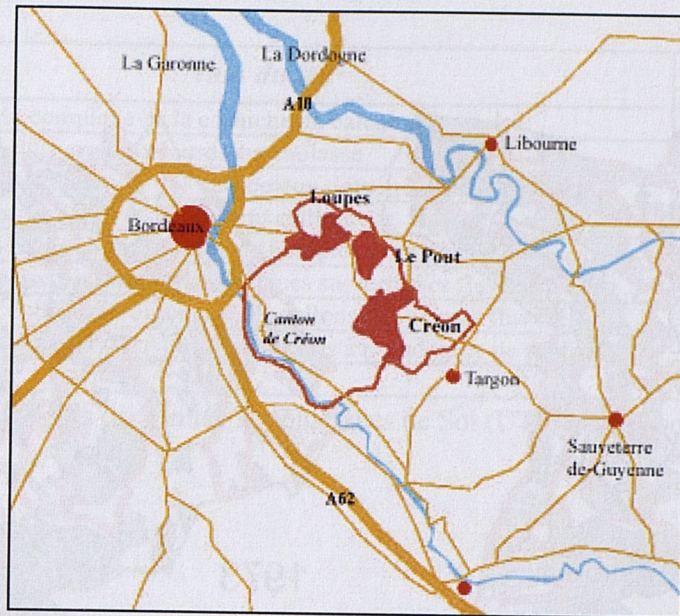 La Garonne
La Dordogne
A10
Libourne
Loupes
Bordeaux
Le Pout
Canton
de Créon
Créon
Targon
Sauveterre
de-Guyenne
A62
1973